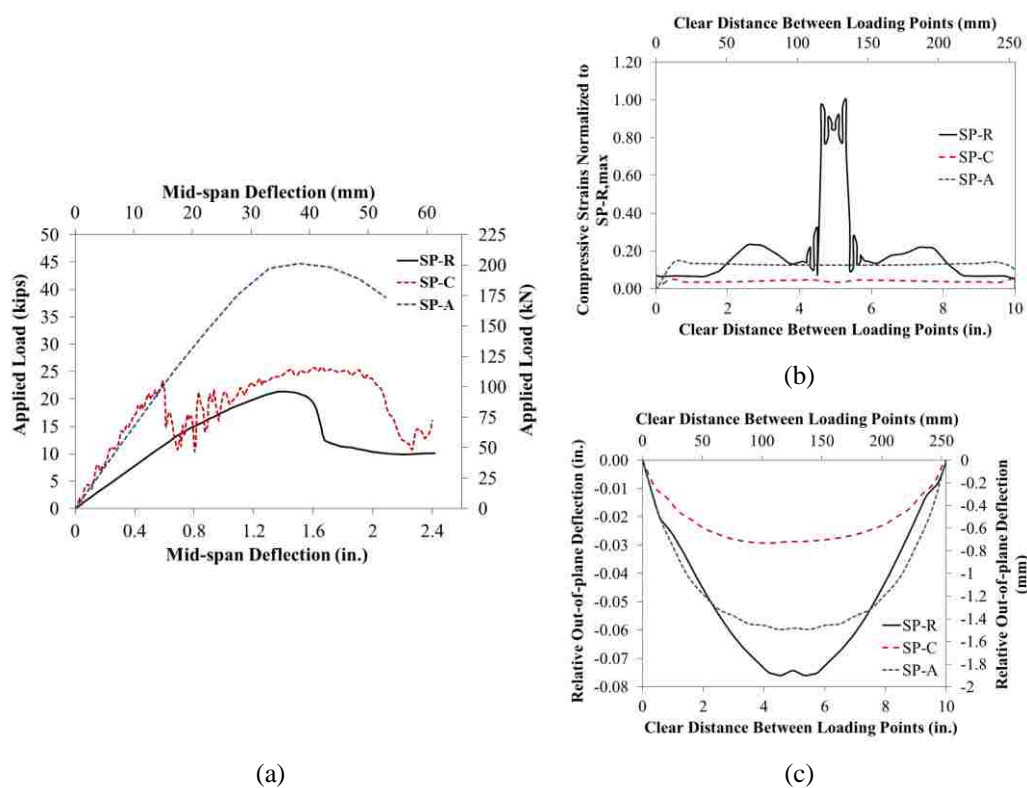 Mid-span Deflection (mm)
0 10 20 30 40 50 60
50
45
40
35
30
25
20
15
10
5
0
Applied Load (kips)
SP-R
SP-C
SP-A
225
200
175
150
125
100
75
50
25
0
Applied Load (kN)
0 0.4 0.8 1.2 1.6 2 2.4
Mid-span Deflection (in.)
(a)
Clear Distance Between Loading Points (mm)
0 50 100 150 200 250
Compressive Strains Normalized to
SP-R,max
1.20
1.00
0.80
0.60
0.40
0.20
0.00
SP-R
SP-C
SP-A
0 2 4 6 8 10
Clear Distance Between Loading Points (in.)
(b)
Clear Distance Between Loading Points (mm)
0 50 100 150 200 250
Relative Out-of-plane Deflection (in.)
0.00
-0.01
-0.02
-0.03
-0.04
-0.05
-0.06
-0.07
-0.08
SP-R
SP-C
SP-A
0
-0.2
-0.4
-0.6
-0.8
-1
-1.2
-1.4
-1.6
-1.8
-2
Relative Out-of-plane Deflection
(mm)
0 2 4 6 8 10
Clear Distance Between Loading Points (in.)
(c)